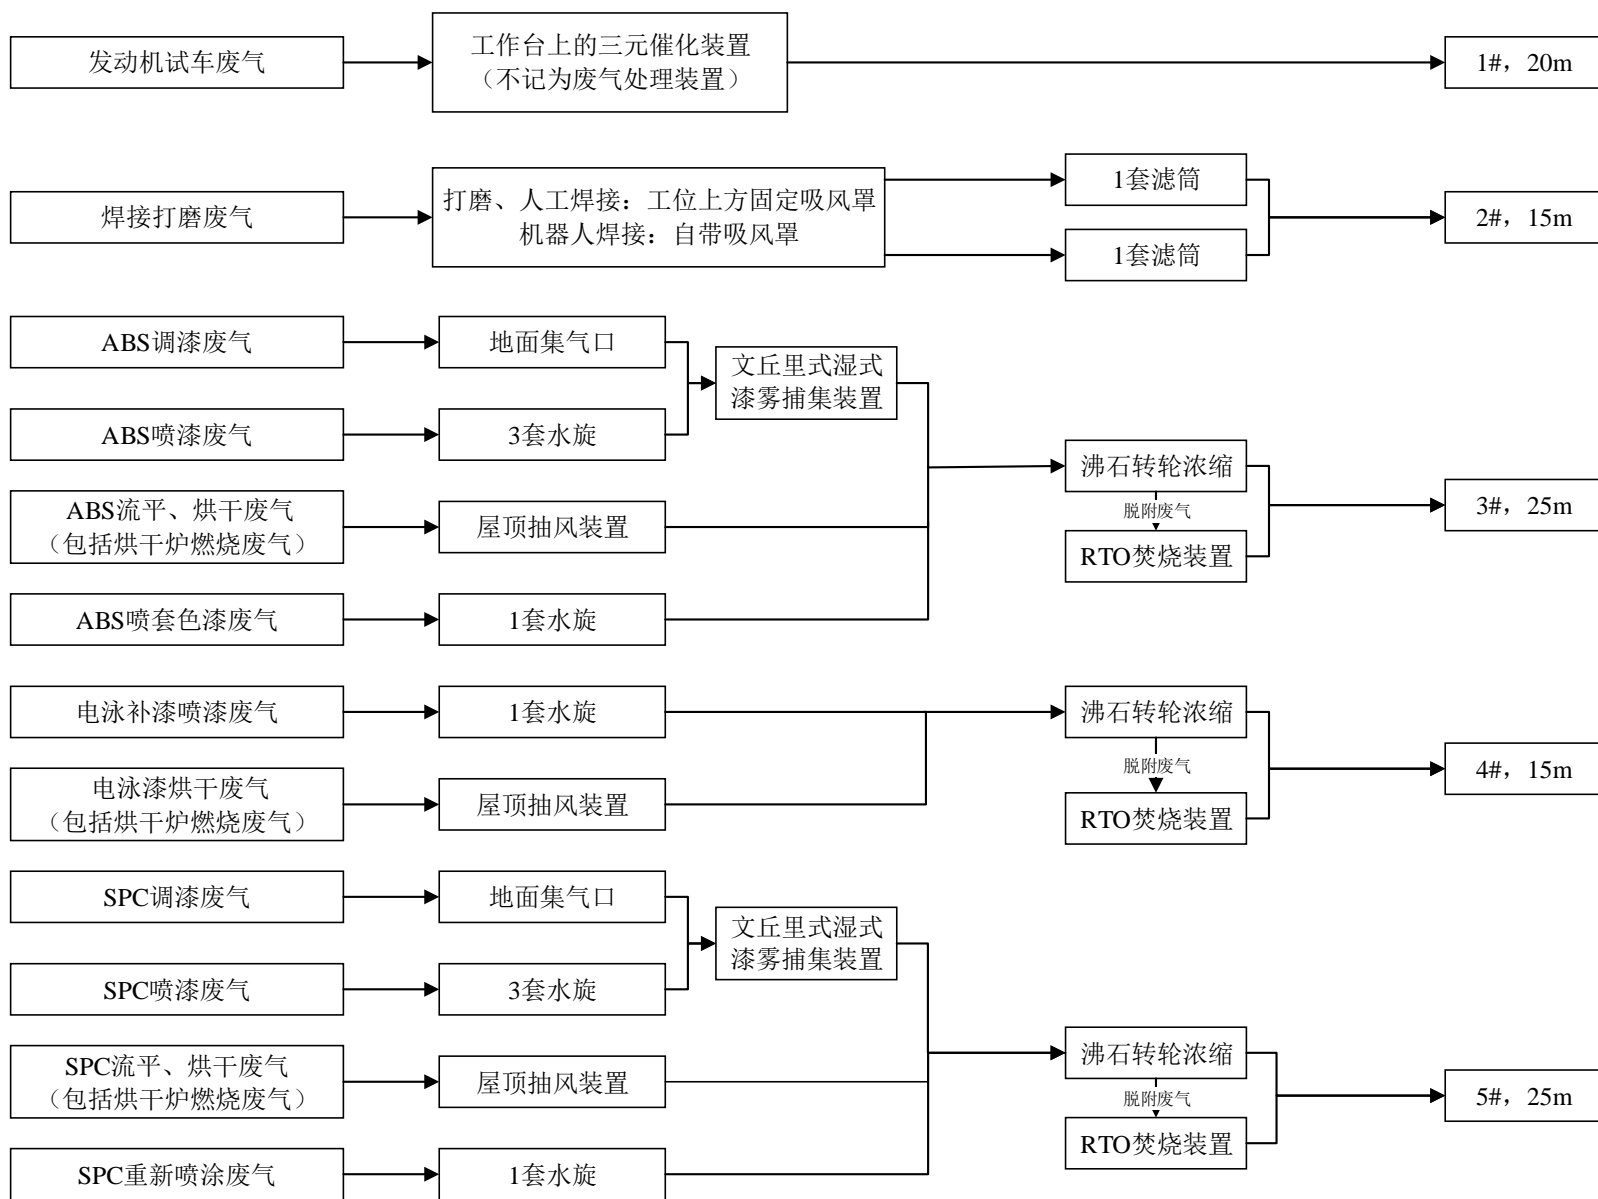 发动机试车废气
工作台上的三元催化装置
（不记为废气处理装置）
1#，20m
焊接打磨废气
打磨、人工焊接：工位上方固定吸风罩
机器人焊接：自带吸风罩
1套滤筒
1套滤筒
2#，15m
ABS调漆废气
地面集气口
文丘里式湿式
漆雾捕集装置
ABS喷漆废气
3套水旋
ABS流平、烘干废气
（包括烘干炉燃烧废气）
屋顶抽风装置
ABS喷套色漆废气
1套水旋
沸石转轮浓缩
脱附废气
RTO焚烧装置
3#，25m
电泳补漆喷漆废气
1套水旋
电泳漆烘干废气
（包括烘干炉燃烧废气）
屋顶抽风装置
沸石转轮浓缩
脱附废气
RTO焚烧装置
4#，15m
SPC调漆废气
地面集气口
文丘里式湿式
漆雾捕集装置
SPC喷漆废气
3套水旋
SPC流平、烘干废气
（包括烘干炉燃烧废气）
屋顶抽风装置
SPC重新喷涂废气
1套水旋
沸石转轮浓缩
脱附废气
RTO焚烧装置
5#，25m